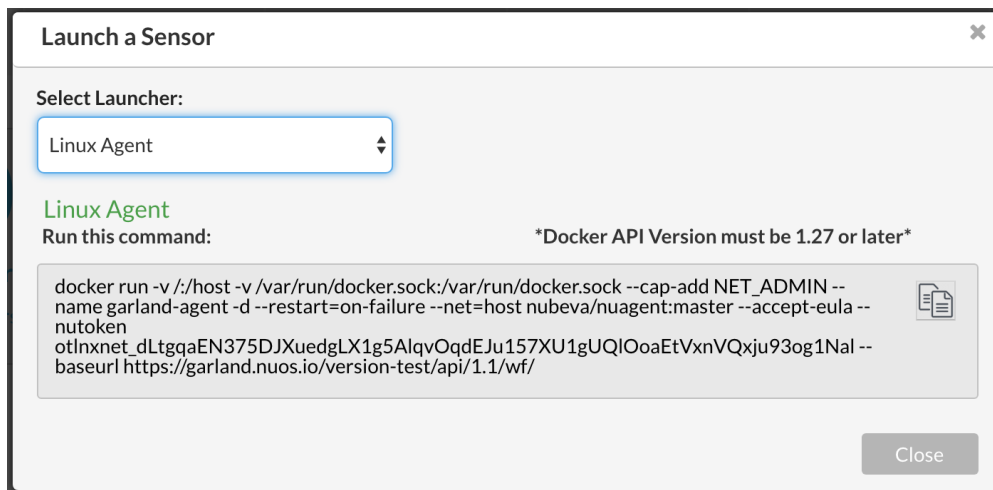 Launch a Sensor
Select Launcher:
Linux Agent
Linux Agent
Run this command:
*Docker API Version must be 1.27 or later*
docker run -v /:/host -v /var/run/docker.sock:/var/run/docker.sock --cap-add NET_ADMIN --
name garland-agent -d --restart=on-failure --net=host nubeva/nuagent:master --accept-eula --
nutoken
otlnxnet_dLtgqaEN375DJXuedgLX1g5AlqvOqdEJu157XU1gUQlOoaEtVxnVQxju93og1Nal --
baseurl https://garland.nuos.io/version-test/api/1.1/wf/
Close